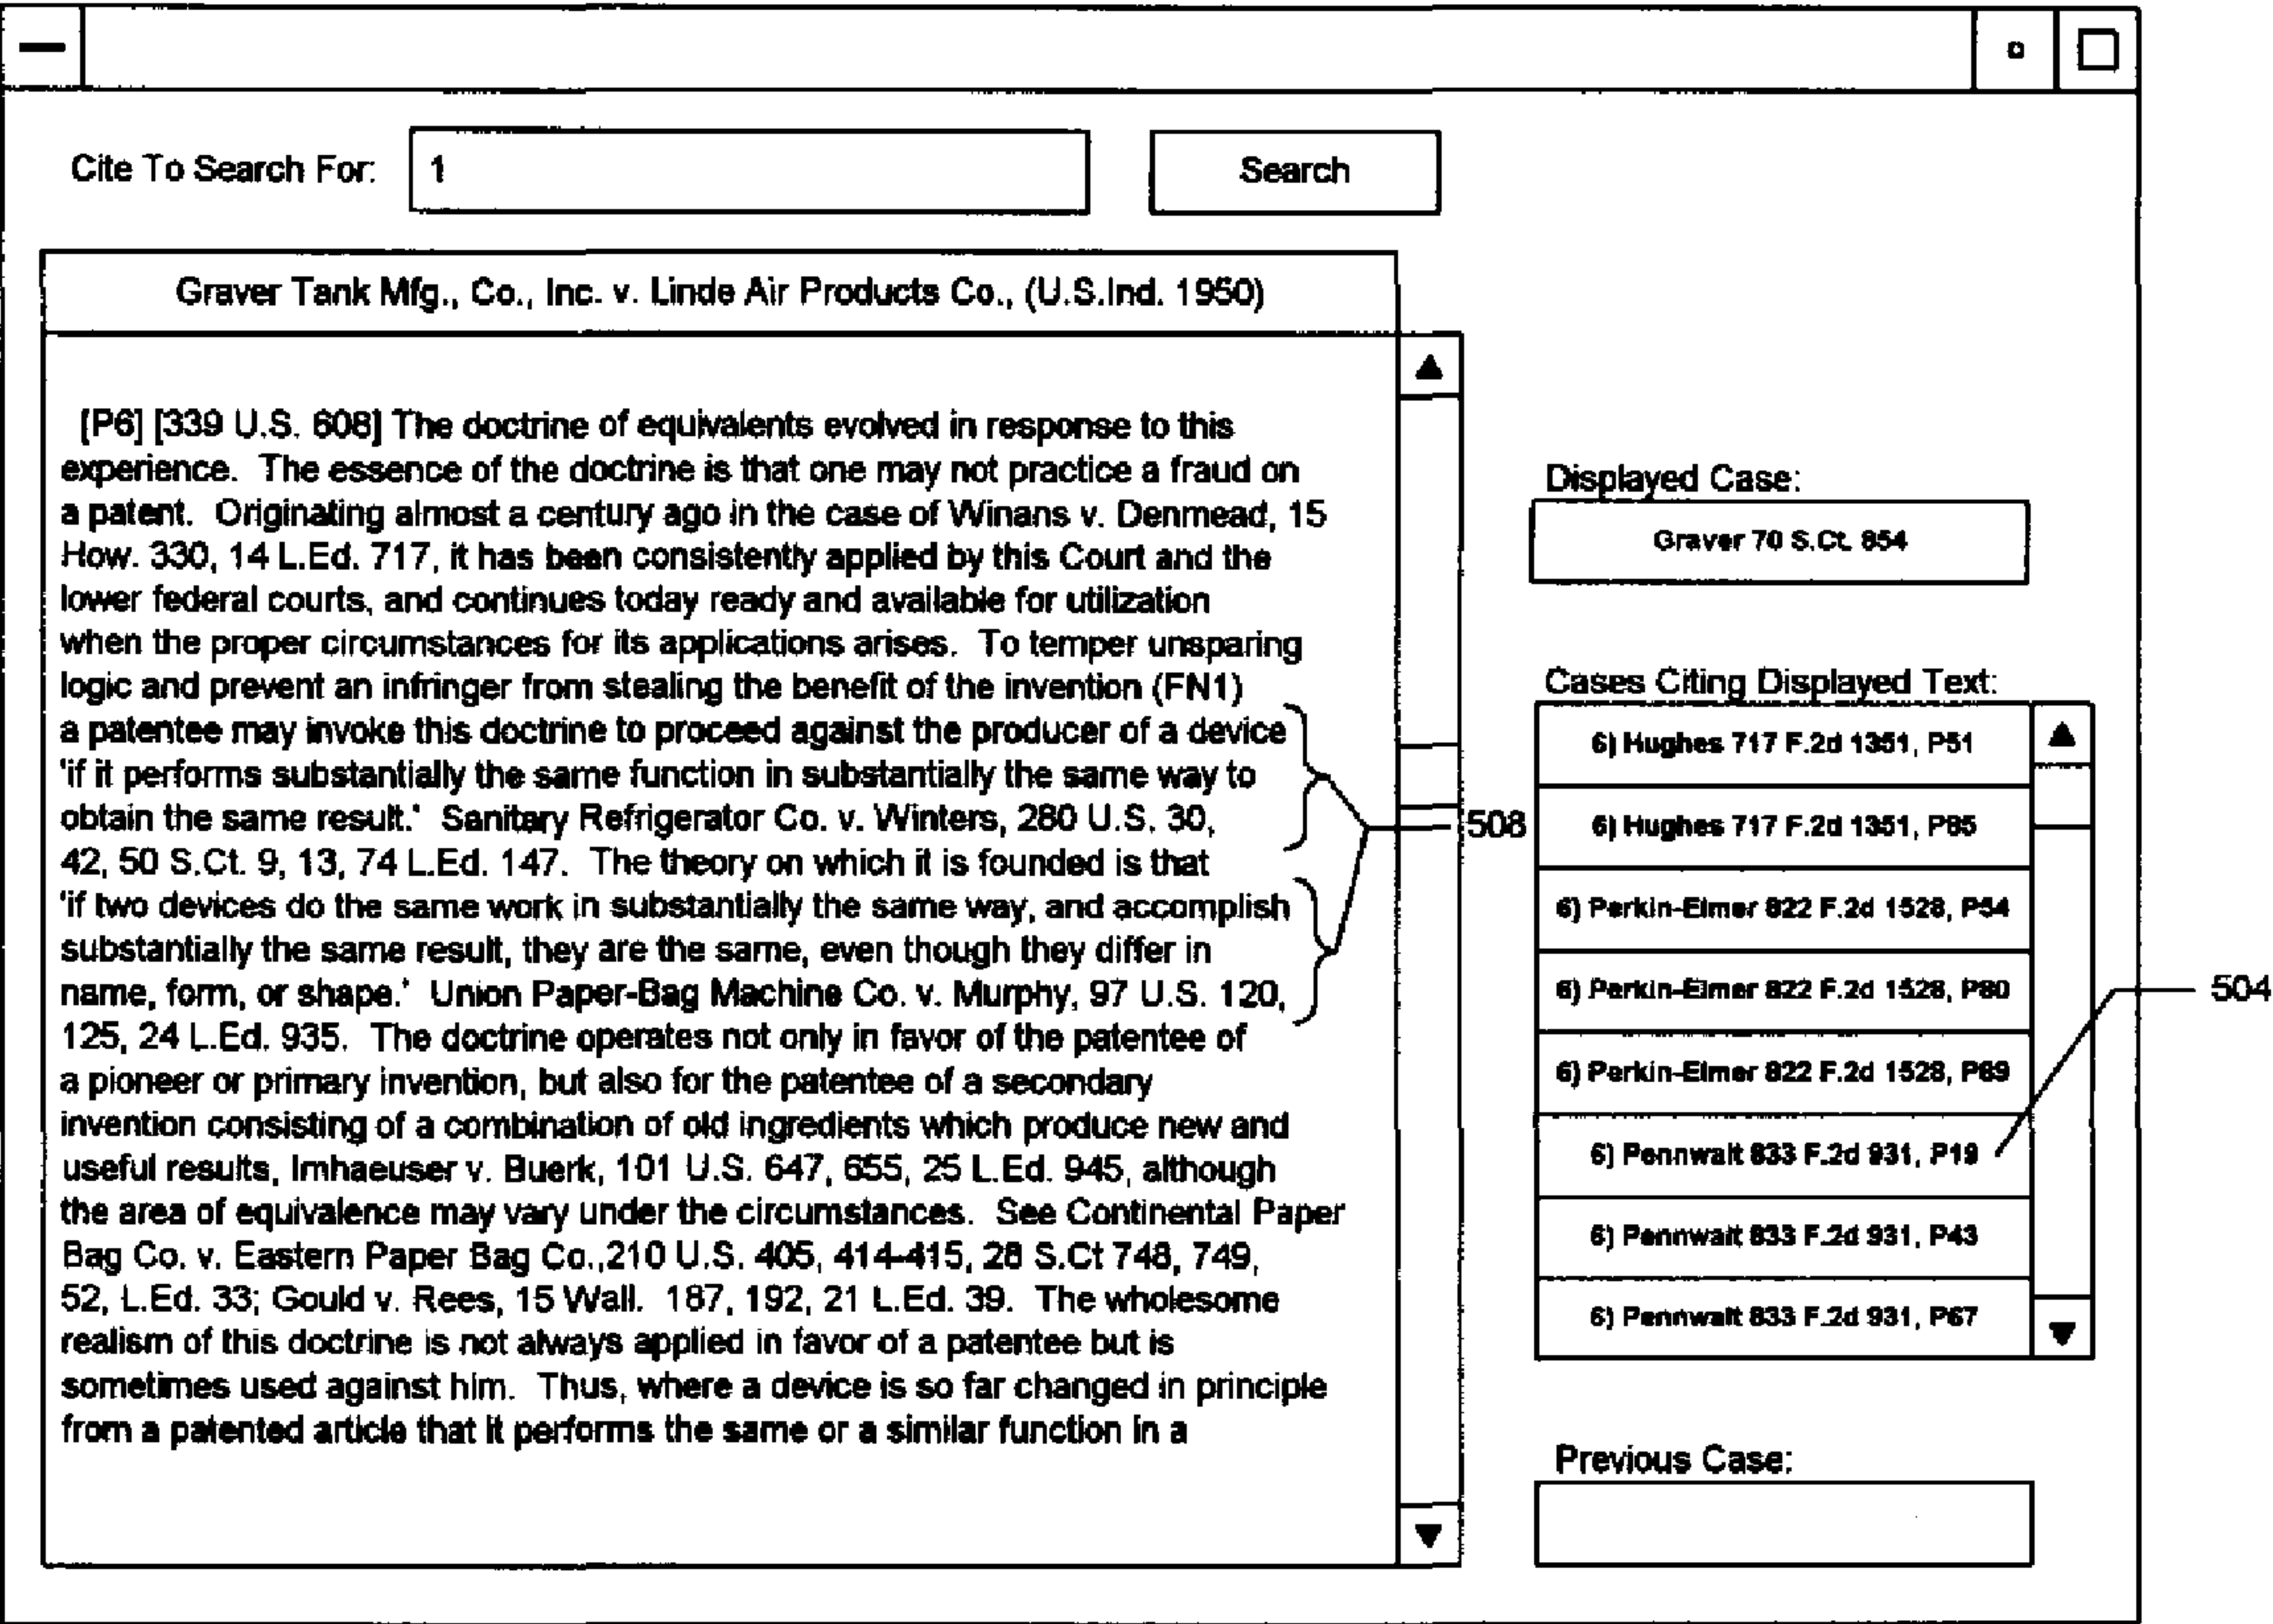 Cite To Search For: 1 Search
Graver Tank Mfg., Co., Inc. v. Linde Air Products Co., (U.S.Ind. 1950)
[P6] [339 U.S. 608] The doctrine of equivalents evolved in response to this
experience. The essence of the doctrine is that one may not practice a fraud on
a patent. Originating almost a century ago in the case of Winans v. Denmead, 15
How. 330, 14 L.Ed. 717, it has been consistently applied by this Court and the
lower federal courts, and continues today ready and available for utilization
when the proper circumstances for its applications arises. To temper unsparing
logic and prevent an infringer from stealing the benefit of the invention (FN1)
a patentee may invoke this doctrine to proceed against the producer of a device
'if it performs substantially the same function in substantially the same way to
obtain the same result.' Sanitary Refrigerator Co. v. Winters, 280 U.S. 30,
42, 50 S.Ct. 9, 13, 74 L.Ed. 147. The theory on which it is founded is that
'if two devices do the same work in substantially the same way, and accomplish
substantially the same result, they are the same, even though they differ in
name, form, or shape.' Union Paper-Bag Machine Co. v. Murphy, 97 U.S. 120,
125, 24 L.Ed. 935. The doctrine operates not only in favor of the patentee of
a pioneer or primary invention, but also for the patentee of a secondary
invention consisting of a combination of old ingredients which produce new and
useful results, Imhaeuser v. Buerk, 101 U.S. 647, 655, 25 L.Ed. 945, although
the area of equivalence may vary under the circumstances. See Continental Paper
Bag Co. v. Eastern Paper Bag Co.,210 U.S. 405, 414-415, 28 S.Ct 748, 749,
52, L.Ed. 33; Gould v. Rees, 15 Wall. 187, 192, 21 L.Ed. 39. The wholesome
realism of this doctrine is not always applied in favor of a patentee but is
sometimes used against him. Thus, where a device is so far changed in principle
from a patented article that it performs the same or a similar function in a
508
Displayed Case:
Graver 70 S.Ct. 854
Cases Citing Displayed Text:
6) Hughes 717 F.2d 1351, P51
6) Hughes 717 F.2d 1351, P85
6) Perkin-Elmer 822 F.2d 1528, P54
6) Perkin-Elmer 822 F.2d 1528, P80
6) Perkin-Elmer 822 F.2d 1528, P89
6) Pennwalt 833 F.2d 931, P19
6) Pennwalt 833 F.2d 931, P43
6) Pennwalt 833 F.2d 931, P67
504
Previous Case: